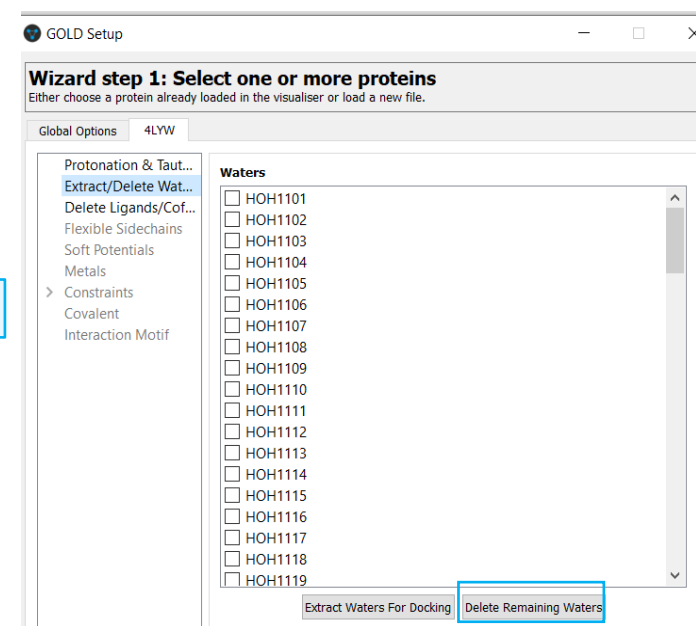 GOLD Setup
Wizard step 1: Select one or more proteins
Either choose a protein already loaded in the visualiser or load a new file.
Global Options
4LYW
Protonation & Taut...
Extract/Delete Wat...
Delete Ligands/Cof...
Flexible Sidechains
Soft Potentials
Metals
Constraints
Covalent
Interaction Motif
Waters
HOH1101
HOH1102
HOH1103
HOH1104
HOH1105
HOH1106
HOH1107
HOH1108
HOH1109
HOH1110
HOH1111
HOH1112
HOH1113
HOH1114
HOH1115
HOH1116
HOH1117
HOH1118
HOH1119
Extract Waters For Docking
Delete Remaining Waters